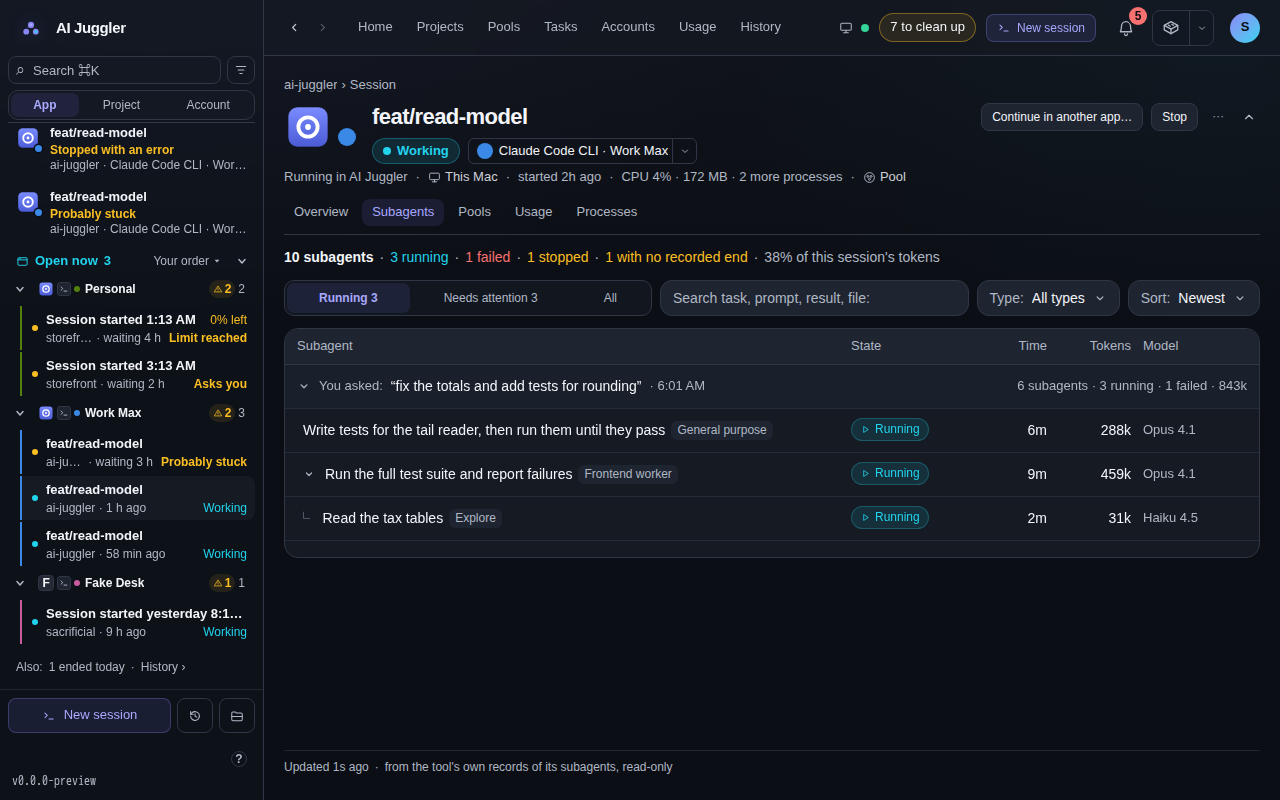 AI Juggler
Search ⌘K
App Project Account
feat/read-model
Stopped with an error
ai-juggler · Claude Code CLI · Wor…
feat/read-model
Probably stuck
ai-juggler · Claude Code CLI · Wor…
Open now 3 Your order
Personal 2 2
Session started 1:13 AM 0% left
storefr… · waiting 4 h Limit reached
Session started 3:13 AM
storefront · waiting 2 h Asks you
Work Max 2 3
feat/read-model
ai-ju… · waiting 3 h Probably stuck
feat/read-model
ai-juggler · 1 h ago Working
feat/read-model
ai-juggler · 58 min ago Working
F Fake Desk 1 1
Session started yesterday 8:1…
sacrificial · 9 h ago Working
Also: 1 ended today · History ›
New session
?
v0.0.0-preview
Home Projects Pools Tasks Accounts Usage History
7 to clean up
New session
5
S
ai-juggler › Session
feat/read-model
Continue in another app… Stop ···
Working Claude Code CLI · Work Max
Running in AI Juggler · This Mac · started 2h ago · CPU 4% · 172 MB · 2 more processes · Pool
Overview Subagents Pools Usage Processes
10 subagents · 3 running · 1 failed · 1 stopped · 1 with no recorded end · 38% of this session's tokens
Running 3 Needs attention 3 All
Search task, prompt, result, file:
Type: All types
Sort: Newest
Subagent State Time Tokens Model
You asked: “fix the totals and add tests for rounding” · 6:01 AM 6 subagents · 3 running · 1 failed · 843k
Write tests for the tail reader, then run them until they pass General purpose Running 6m 288k Opus 4.1
Run the full test suite and report failures Frontend worker Running 9m 459k Opus 4.1
Read the tax tables Explore Running 2m 31k Haiku 4.5
Updated 1s ago · from the tool's own records of its subagents, read-only